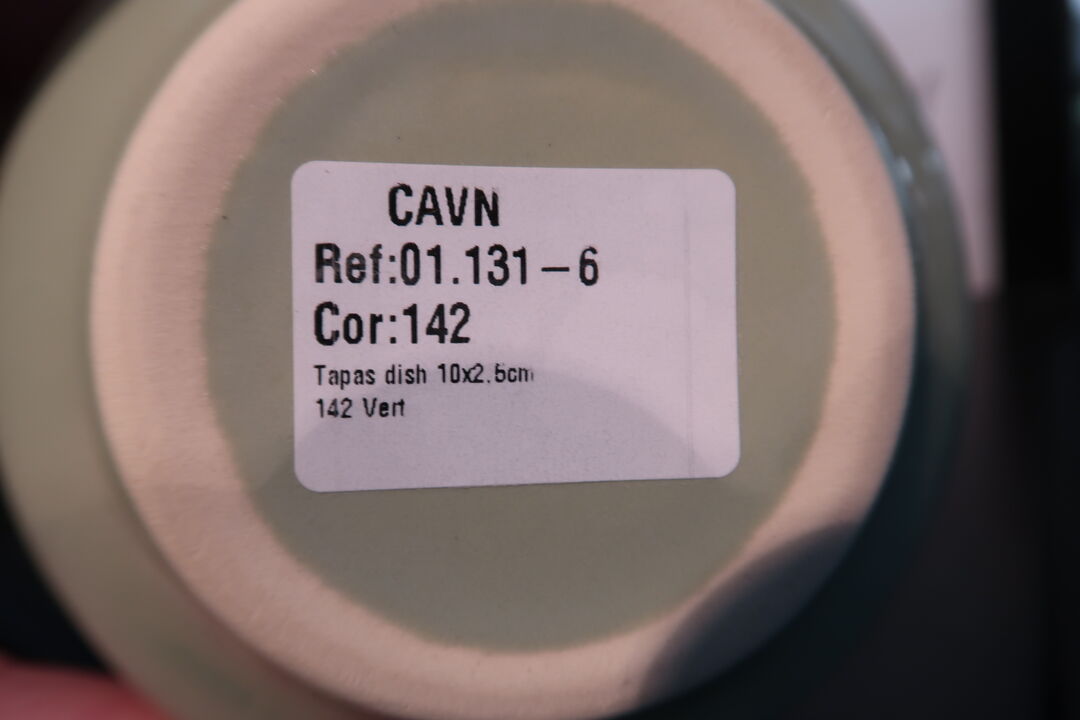 CAVN
Ref:01.131-6
Cor:142
Tapas dish 10x2.5cm
142 Vert